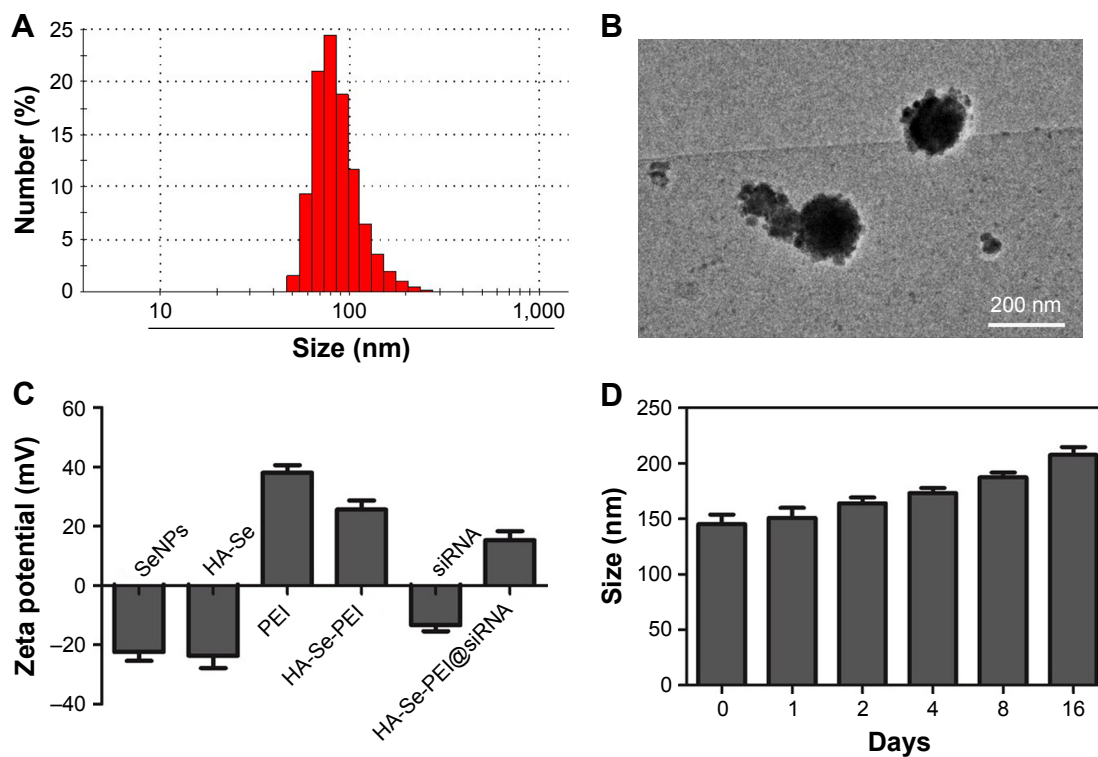 A
Number (%)
25
20
15
10
5
0
10
100
1,000
Size (nm)
B
200 nm
C
Zeta potential (mV)
60
40
20
0
–20
–40
SeNPs
HA-Se
PEI
HA-Se-PEI
siRNA
HA-Se-PEI@siRNA
D
Size (nm)
250
200
150
100
50
0
0
1
2
4
8
16
Days